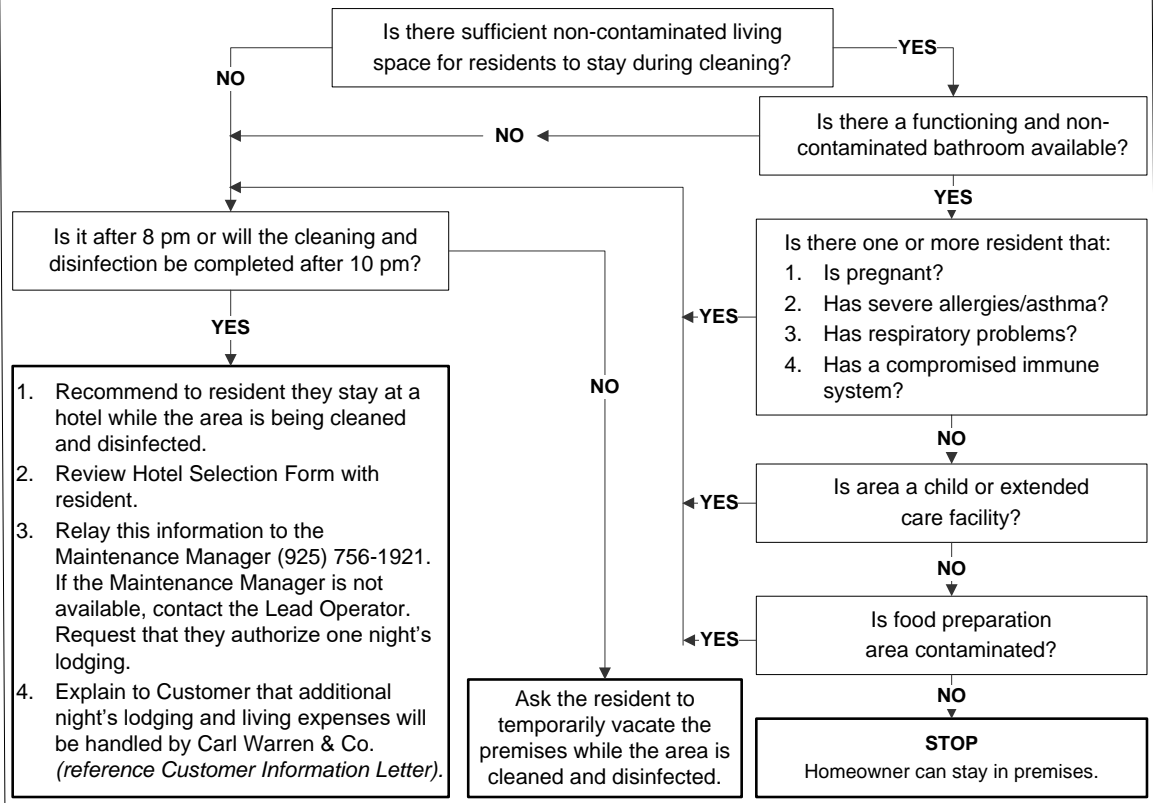 Is there sufficient non-contaminated living
space for residents to stay during cleaning?
NO
YES
Is there a functioning and non-
contaminated bathroom available?
NO
YES
Is it after 8 pm or will the cleaning and
disinfection be completed after 10 pm?
YES
NO
Is there one or more resident that:
1. Is pregnant?
2. Has severe allergies/asthma?
3. Has respiratory problems?
4. Has a compromised immune
system?
YES
NO
Is area a child or extended
care facility?
YES
NO
Is food preparation
area contaminated?
YES
NO
1. Recommend to resident they stay at a
hotel while the area is being cleaned
and disinfected.
2. Review Hotel Selection Form with
resident.
3. Relay this information to the
Maintenance Manager (925) 756-1921.
If the Maintenance Manager is not
available, contact the Lead Operator.
Request that they authorize one night's
lodging.
4. Explain to Customer that additional
night's lodging and living expenses will
be handled by Carl Warren & Co.
(reference Customer Information Letter).
Ask the resident to
temporarily vacate the
premises while the area is
cleaned and disinfected.
STOP
Homeowner can stay in premises.